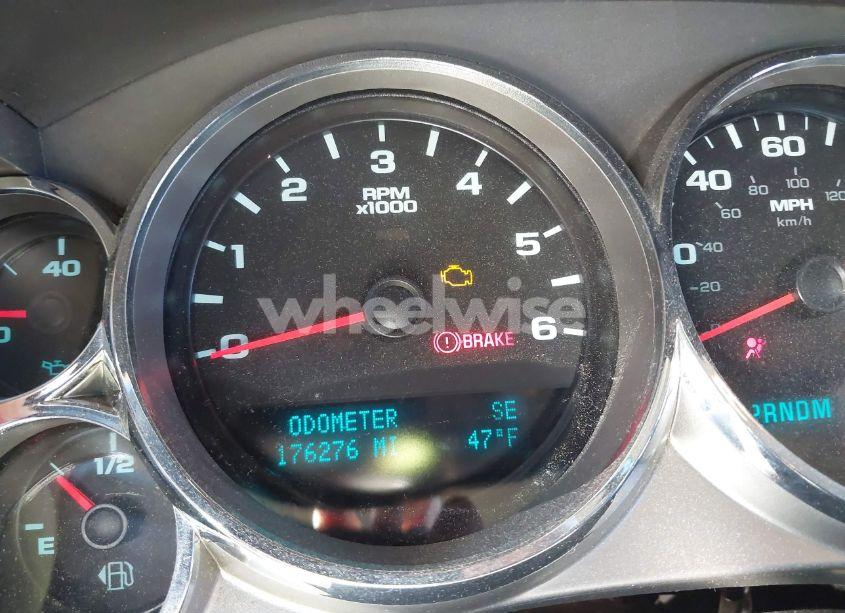 3
2
4
RPM
x1000
1
5
0
6
BRAKE
ODOMETER SE
176276 MI 47°F
wheelwise
40
1/2
E
40 60
80 100 120
60
MPH
km/h
40
20
PRNDM